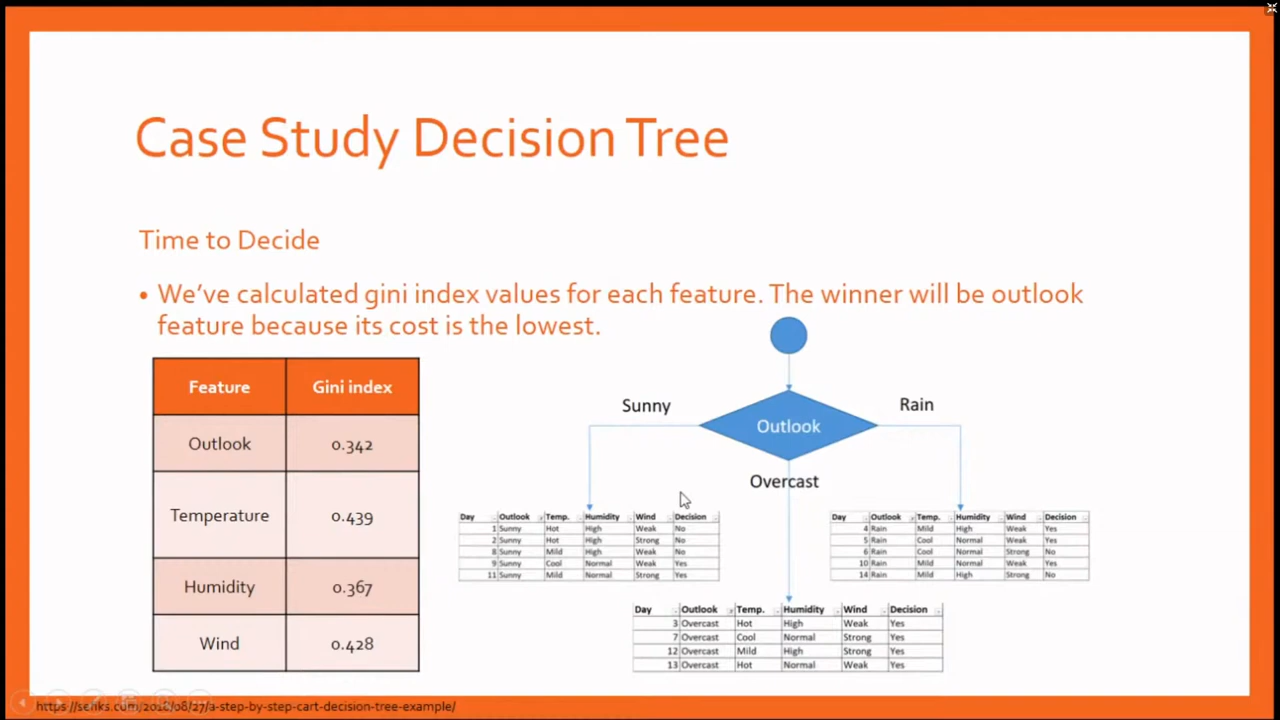 Case Study Decision Tree
Time to Decide
• We've calculated gini index values for each feature. The winner will be outlook
feature because its cost is the lowest.
Feature Gini index
Outlook 0.342
Temperature 0.439
Humidity 0.367
Wind 0.428
Sunny
Rain
Outlook
Overcast
Day Outlook Temp. Humidity Wind Decision
1 Sunny Hot High Weak No
2 Sunny Hot High Strong No
8 Sunny Mild High Weak No
9 Sunny Cool Normal Weak Yes
11 Sunny Mild Normal Strong Yes
Day Outlook Temp. Humidity Wind Decision
4 Rain Mild High Weak Yes
5 Rain Cool Normal Weak Yes
6 Rain Cool Normal Strong No
10 Rain Mild Normal Weak Yes
14 Rain Mild High Strong No
Day Outlook Temp. Humidity Wind Decision
3 Overcast Hot High Weak Yes
7 Overcast Cool Normal Strong Yes
12 Overcast Mild High Strong Yes
13 Overcast Hot Normal Weak Yes
https://sefiks.com/2018/08/27/a-step-by-step-cart-decision-tree-example/